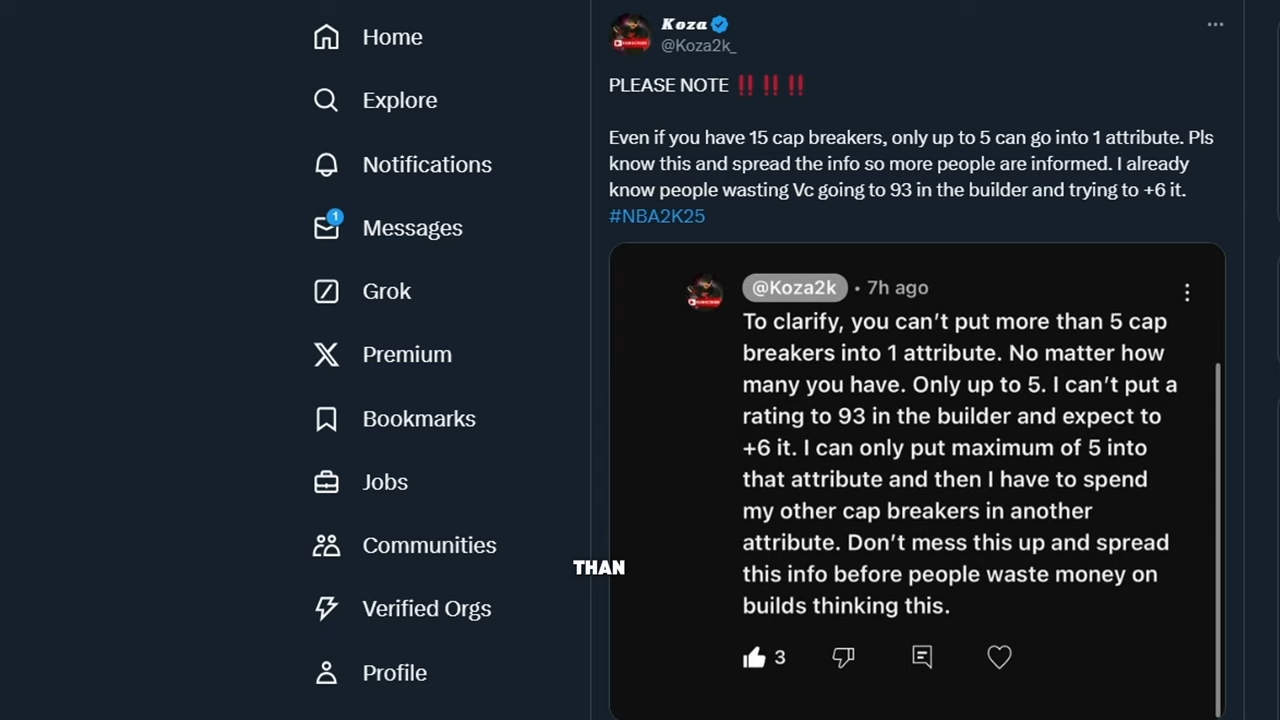 Home
Explore
Notifications
1
Messages
Grok
Premium
Bookmarks
Jobs
Communities
Verified Orgs
Profile
Koza
@Koza2k_
PLEASE NOTE ‼️ ‼️ ‼️
Even if you have 15 cap breakers, only up to 5 can go into 1 attribute. Pls
know this and spread the info so more people are informed. I already
know people wasting Vc going to 93 in the builder and trying to +6 it.
#NBA2K25
@Koza2k • 7h ago
To clarify, you can't put more than 5 cap
breakers into 1 attribute. No matter how
many you have. Only up to 5. I can't put a
rating to 93 in the builder and expect to
+6 it. I can only put maximum of 5 into
that attribute and then I have to spend
my other cap breakers in another
attribute. Don't mess this up and spread
this info before people waste money on
builds thinking this.
3
THAN